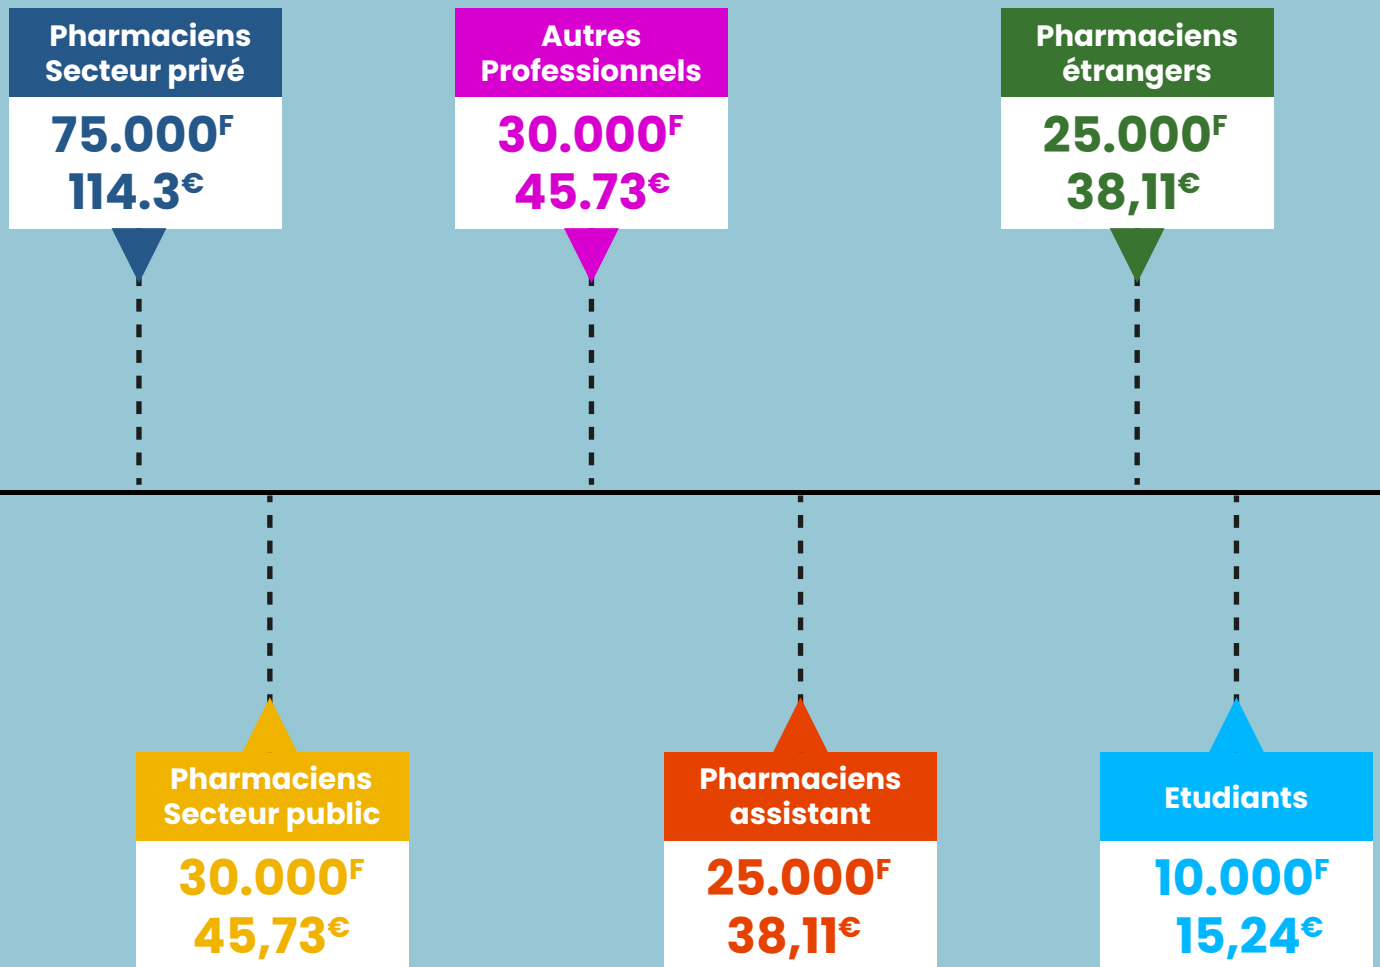 Pharmaciens
Secteur privé
75.000F
114.3€
Autres
Professionnels
30.000F
45.73€
Pharmaciens
étrangers
25.000F
38,11€
Pharmaciens
Secteur public
30.000F
45,73€
Pharmaciens
assistant
25.000F
38,11€
Etudiants
10.000F
15,24€